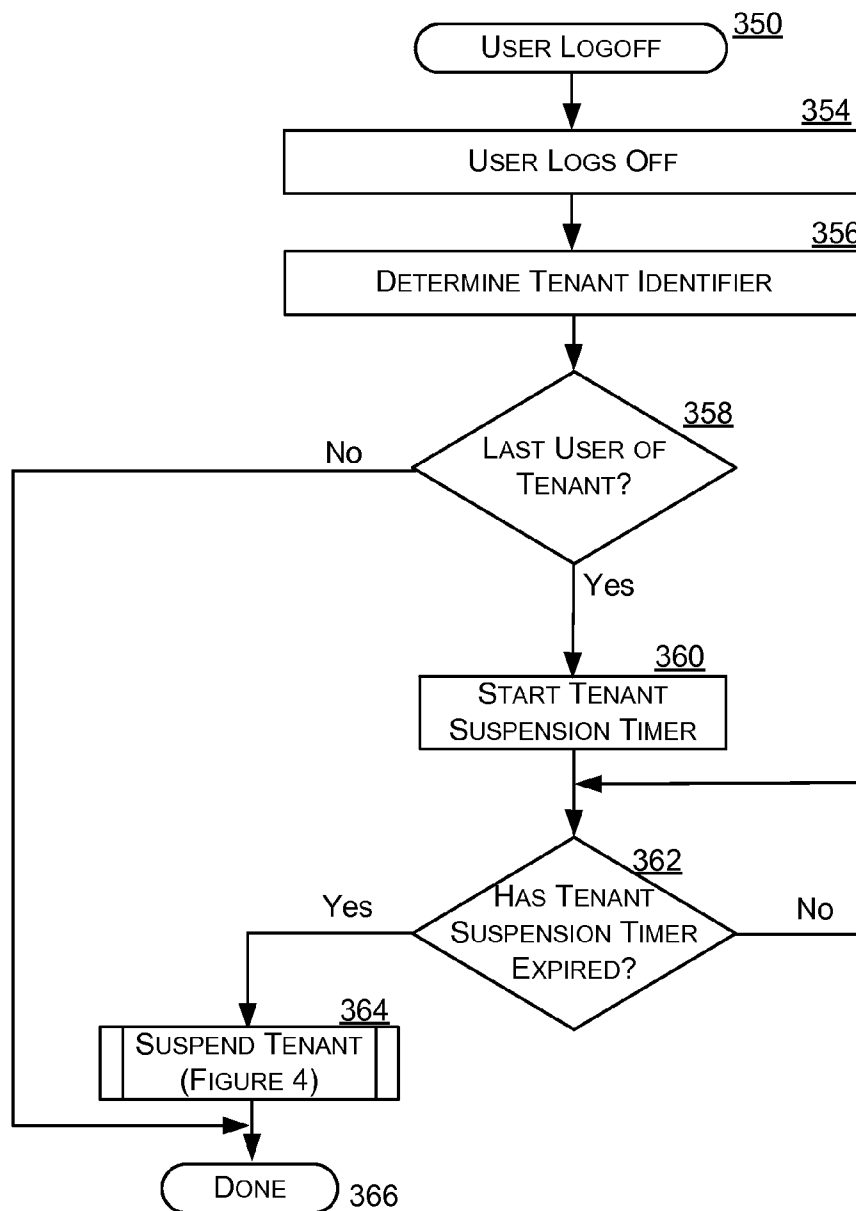 USER LOGOFF
350
354
USER LOGS OFF
356
DETERMINE TENANT IDENTIFIER
358
LAST USER OF
TENANT?
No
Yes
360
START TENANT
SUSPENSION TIMER
362
HAS TENANT
SUSPENSION TIMER
EXPIRED?
Yes
No
364
SUSPEND TENANT
(FIGURE 4)
DONE
366